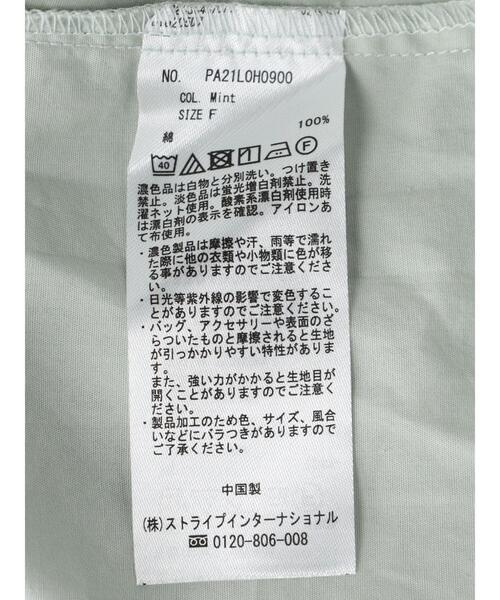 NO. PA21L0H0900
COL. Mint
SIZE F
綿 100%
40 F
濃色品は白物と分別洗い。つけ置き
禁止。淡色品は蛍光増白剤禁止。洗
濯ネット使用。酸素系漂白剤使用時
は漂白剤の表示を確認。アイロンあ
て布使用。
・濃色製品は摩擦や汗、雨等で濡れ
た際に他の衣類や小物類に色が移
る事がありますのでご注意くださ
い。
・日光等紫外線の影響で変色するこ
とがありますのでご注意ください。
・バッグ、アクセサリーや表面のざ
らついたものと摩擦されると生地
が引っかかりやすい特性がありま
す。
また、強い力がかかると生地目が
開くことがありますのでご注意く
ださい。
・製品加工のため色、サイズ、風合
いなどにバラつきがありますので
ご了承ください。
中国製
(株)ストライプインターナショナル
0120-806-008